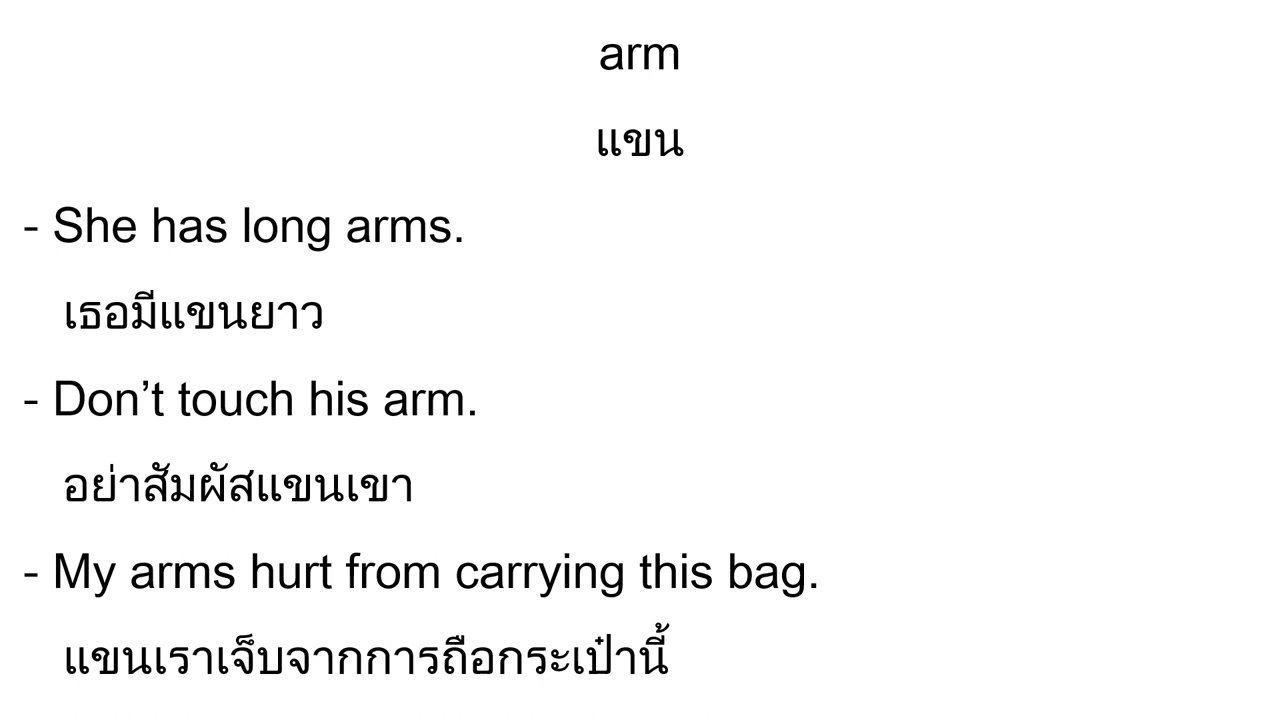 arm
แขน
- She has long arms.
เธอมีแขนยาว
- Don’t touch his arm.
อย่าสัมผัสแขนเขา
- My arms hurt from carrying this bag.
แขนเราเจ็บจากการถือกระเป๋านี้